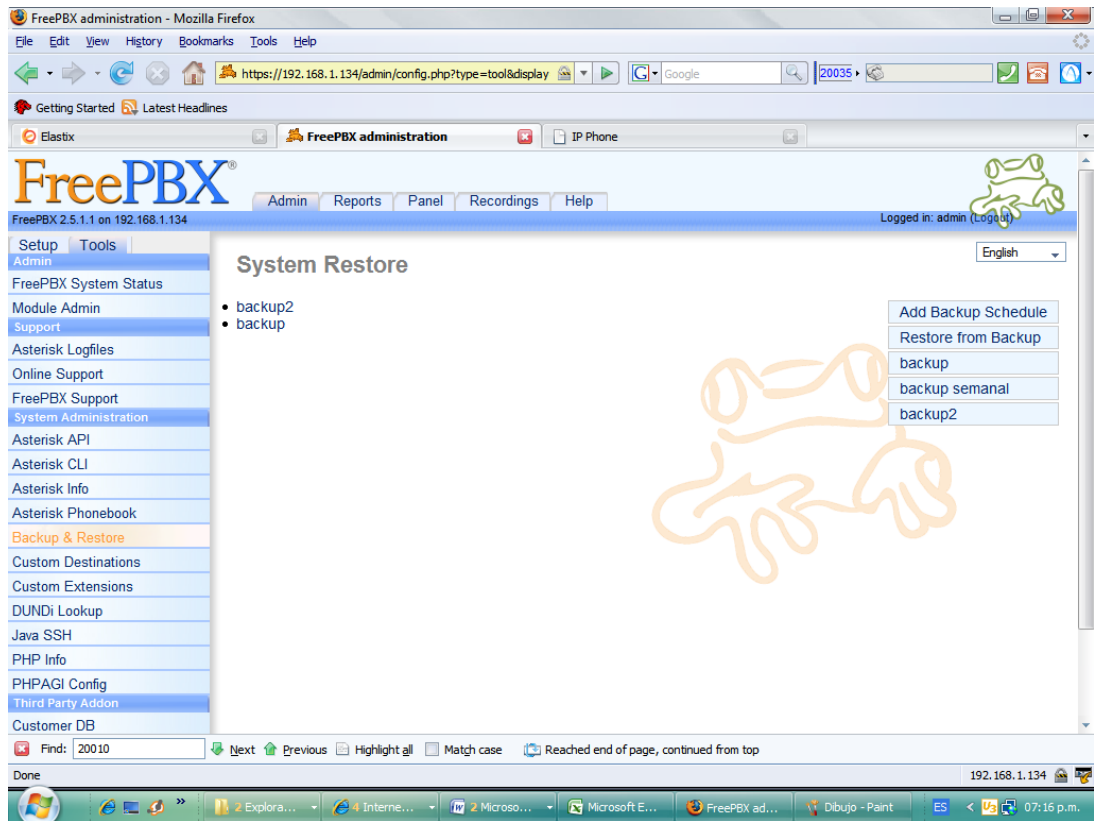 FreePBX administration - Mozilla Firefox
File Edit View History Bookmarks Tools Help
https://192.168.1.134/admin/config.php?type=tool&display
G Google
20035
Getting Started Latest Headlines
Elastix FreePBX administration IP Phone
FreePBX®
Admin Reports Panel Recordings Help
FreePBX 2.5.1.1 on 192.168.1.134
Logged in: admin (Logout)
Setup Tools
English
Admin
FreePBX System Status
Module Admin
Support
Asterisk Logfiles
Online Support
FreePBX Support
System Administration
Asterisk API
Asterisk CLI
Asterisk Info
Asterisk Phonebook
Backup & Restore
Custom Destinations
Custom Extensions
DUNDi Lookup
Java SSH
PHP Info
PHPAGI Config
Third Party Addon
Customer DB
System Restore
• backup2
• backup
Add Backup Schedule
Restore from Backup
backup
backup semanal
backup2
Find: 20010 Next Previous Highlight all Match case Reached end of page, continued from top
Done
192.168.1.134
» 2 Explora... 4 Interne... 2 Microso... Microsoft E... FreePBX ad... Dibujo - Paint ES < 07:16 p.m.